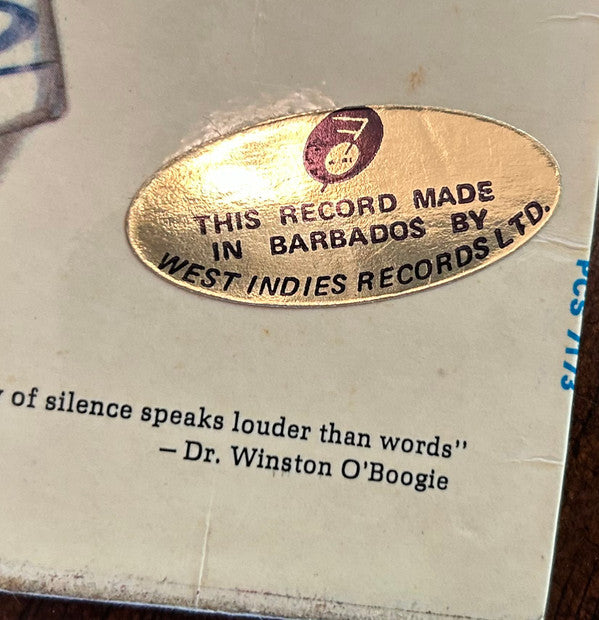 THIS RECORD MADE
IN BARBADOS BY
WEST INDIES RECORDS LTD.
PCS 7173
of silence speaks louder than words"
– Dr. Winston O'Boogie